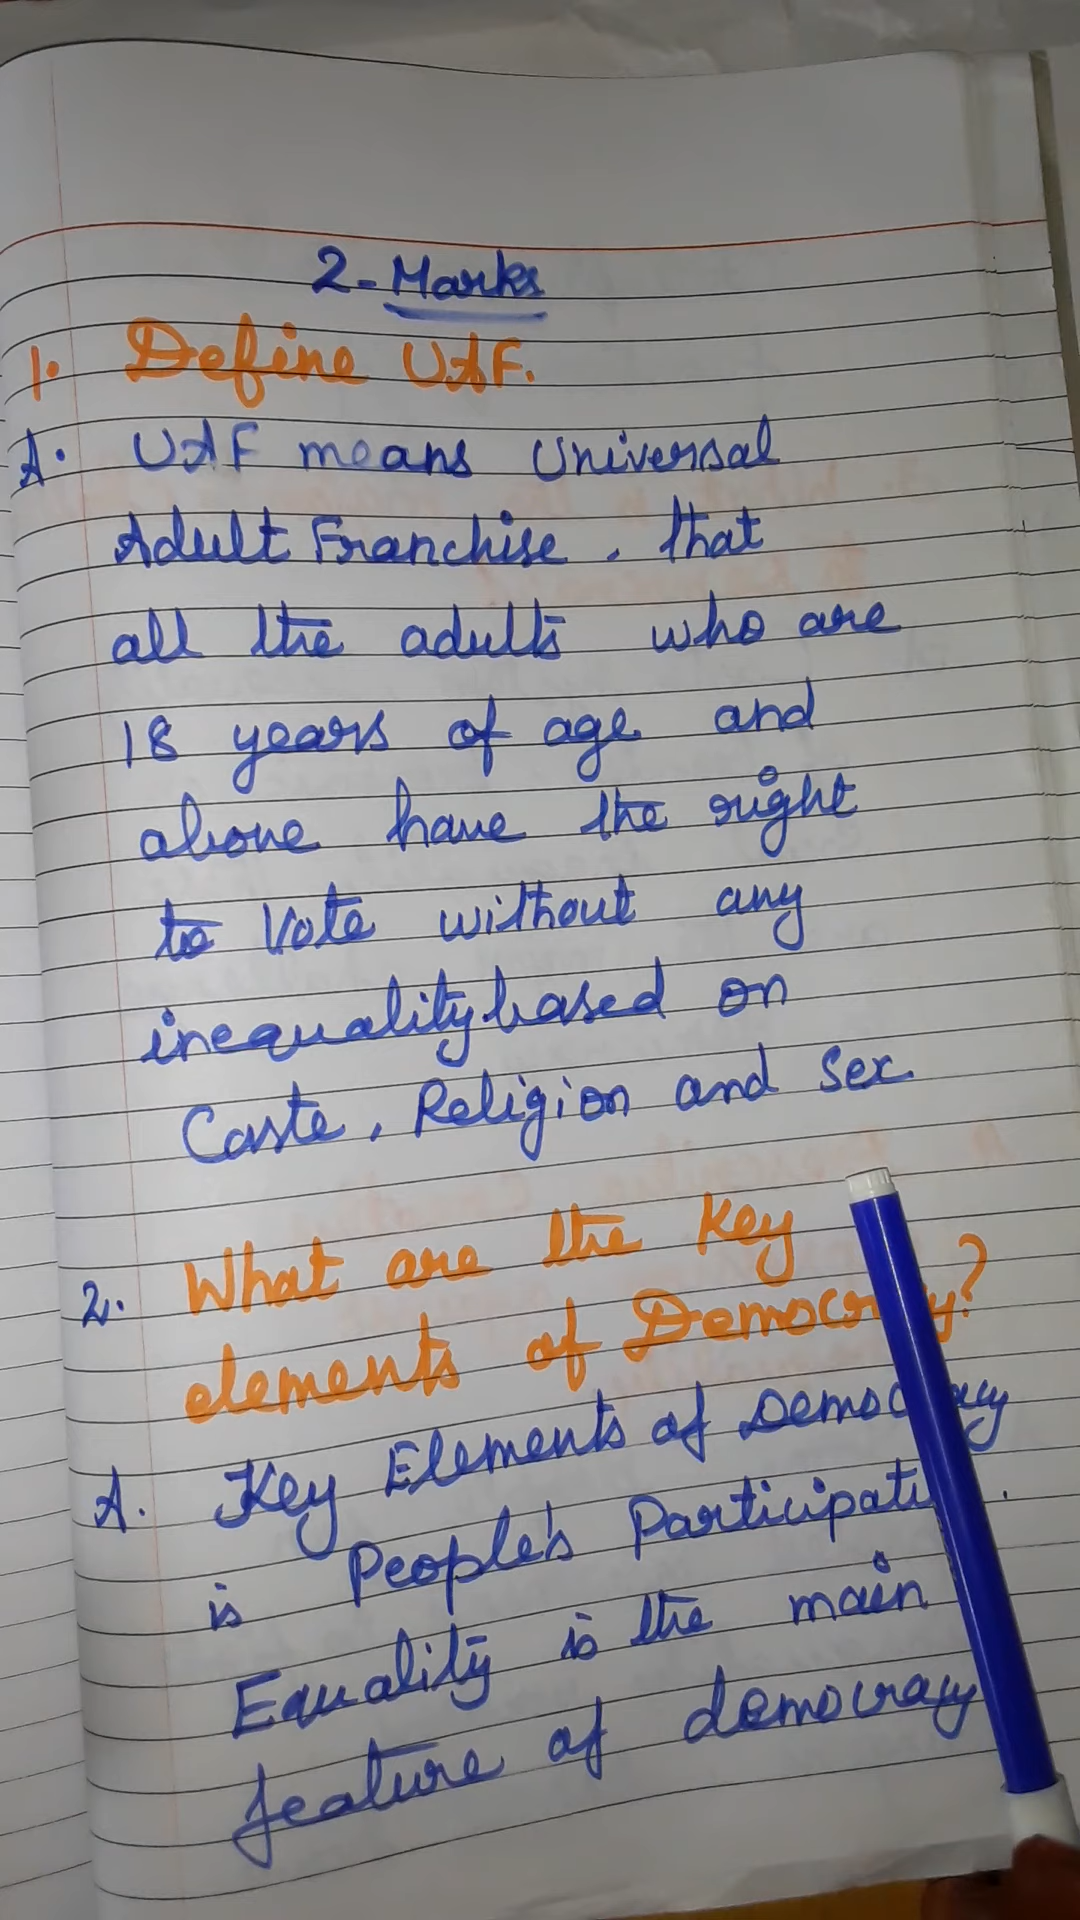 2-Marks
1. Define UAF.
A. UAF means Universal
Adult Franchise, that
all the adults who are
18 years of age and
above have the right
to Vote without any
inequality based on
Caste, Religion and Sex
2. What are the Key
elements of Democracy?
A. Key Elements of Democracy
is People's
Equality is the main
feature of democracy